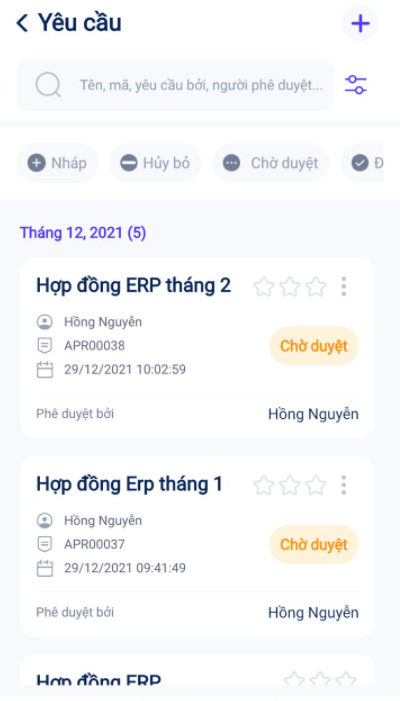 Yêu cầu
Tên, mã, yêu cầu bởi, người phê duyệt...
Nháp
Hủy bỏ
Chờ duyệt
Đ
Tháng 12, 2021 (5)
Hợp đồng ERP tháng 2
Hồng Nguyễn
APR00038
Chờ duyệt
29/12/2021 10:02:59
Phê duyệt bởi
Hồng Nguyễn
Hợp đồng Erp tháng 1
Hồng Nguyễn
APR00037
Chờ duyệt
29/12/2021 09:41:49
Phê duyệt bởi
Hồng Nguyễn
Hợp đồng ERP